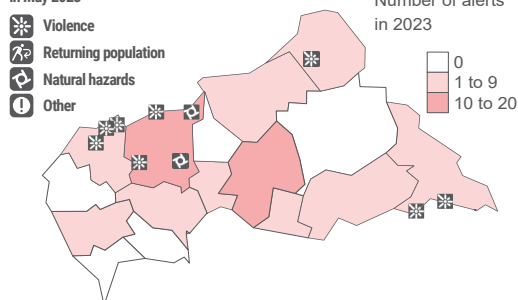 in May 2023
Violence
Returning population
Natural hazards
Other
Number of alerts
in 2023
0
1 to 9
10 to 20